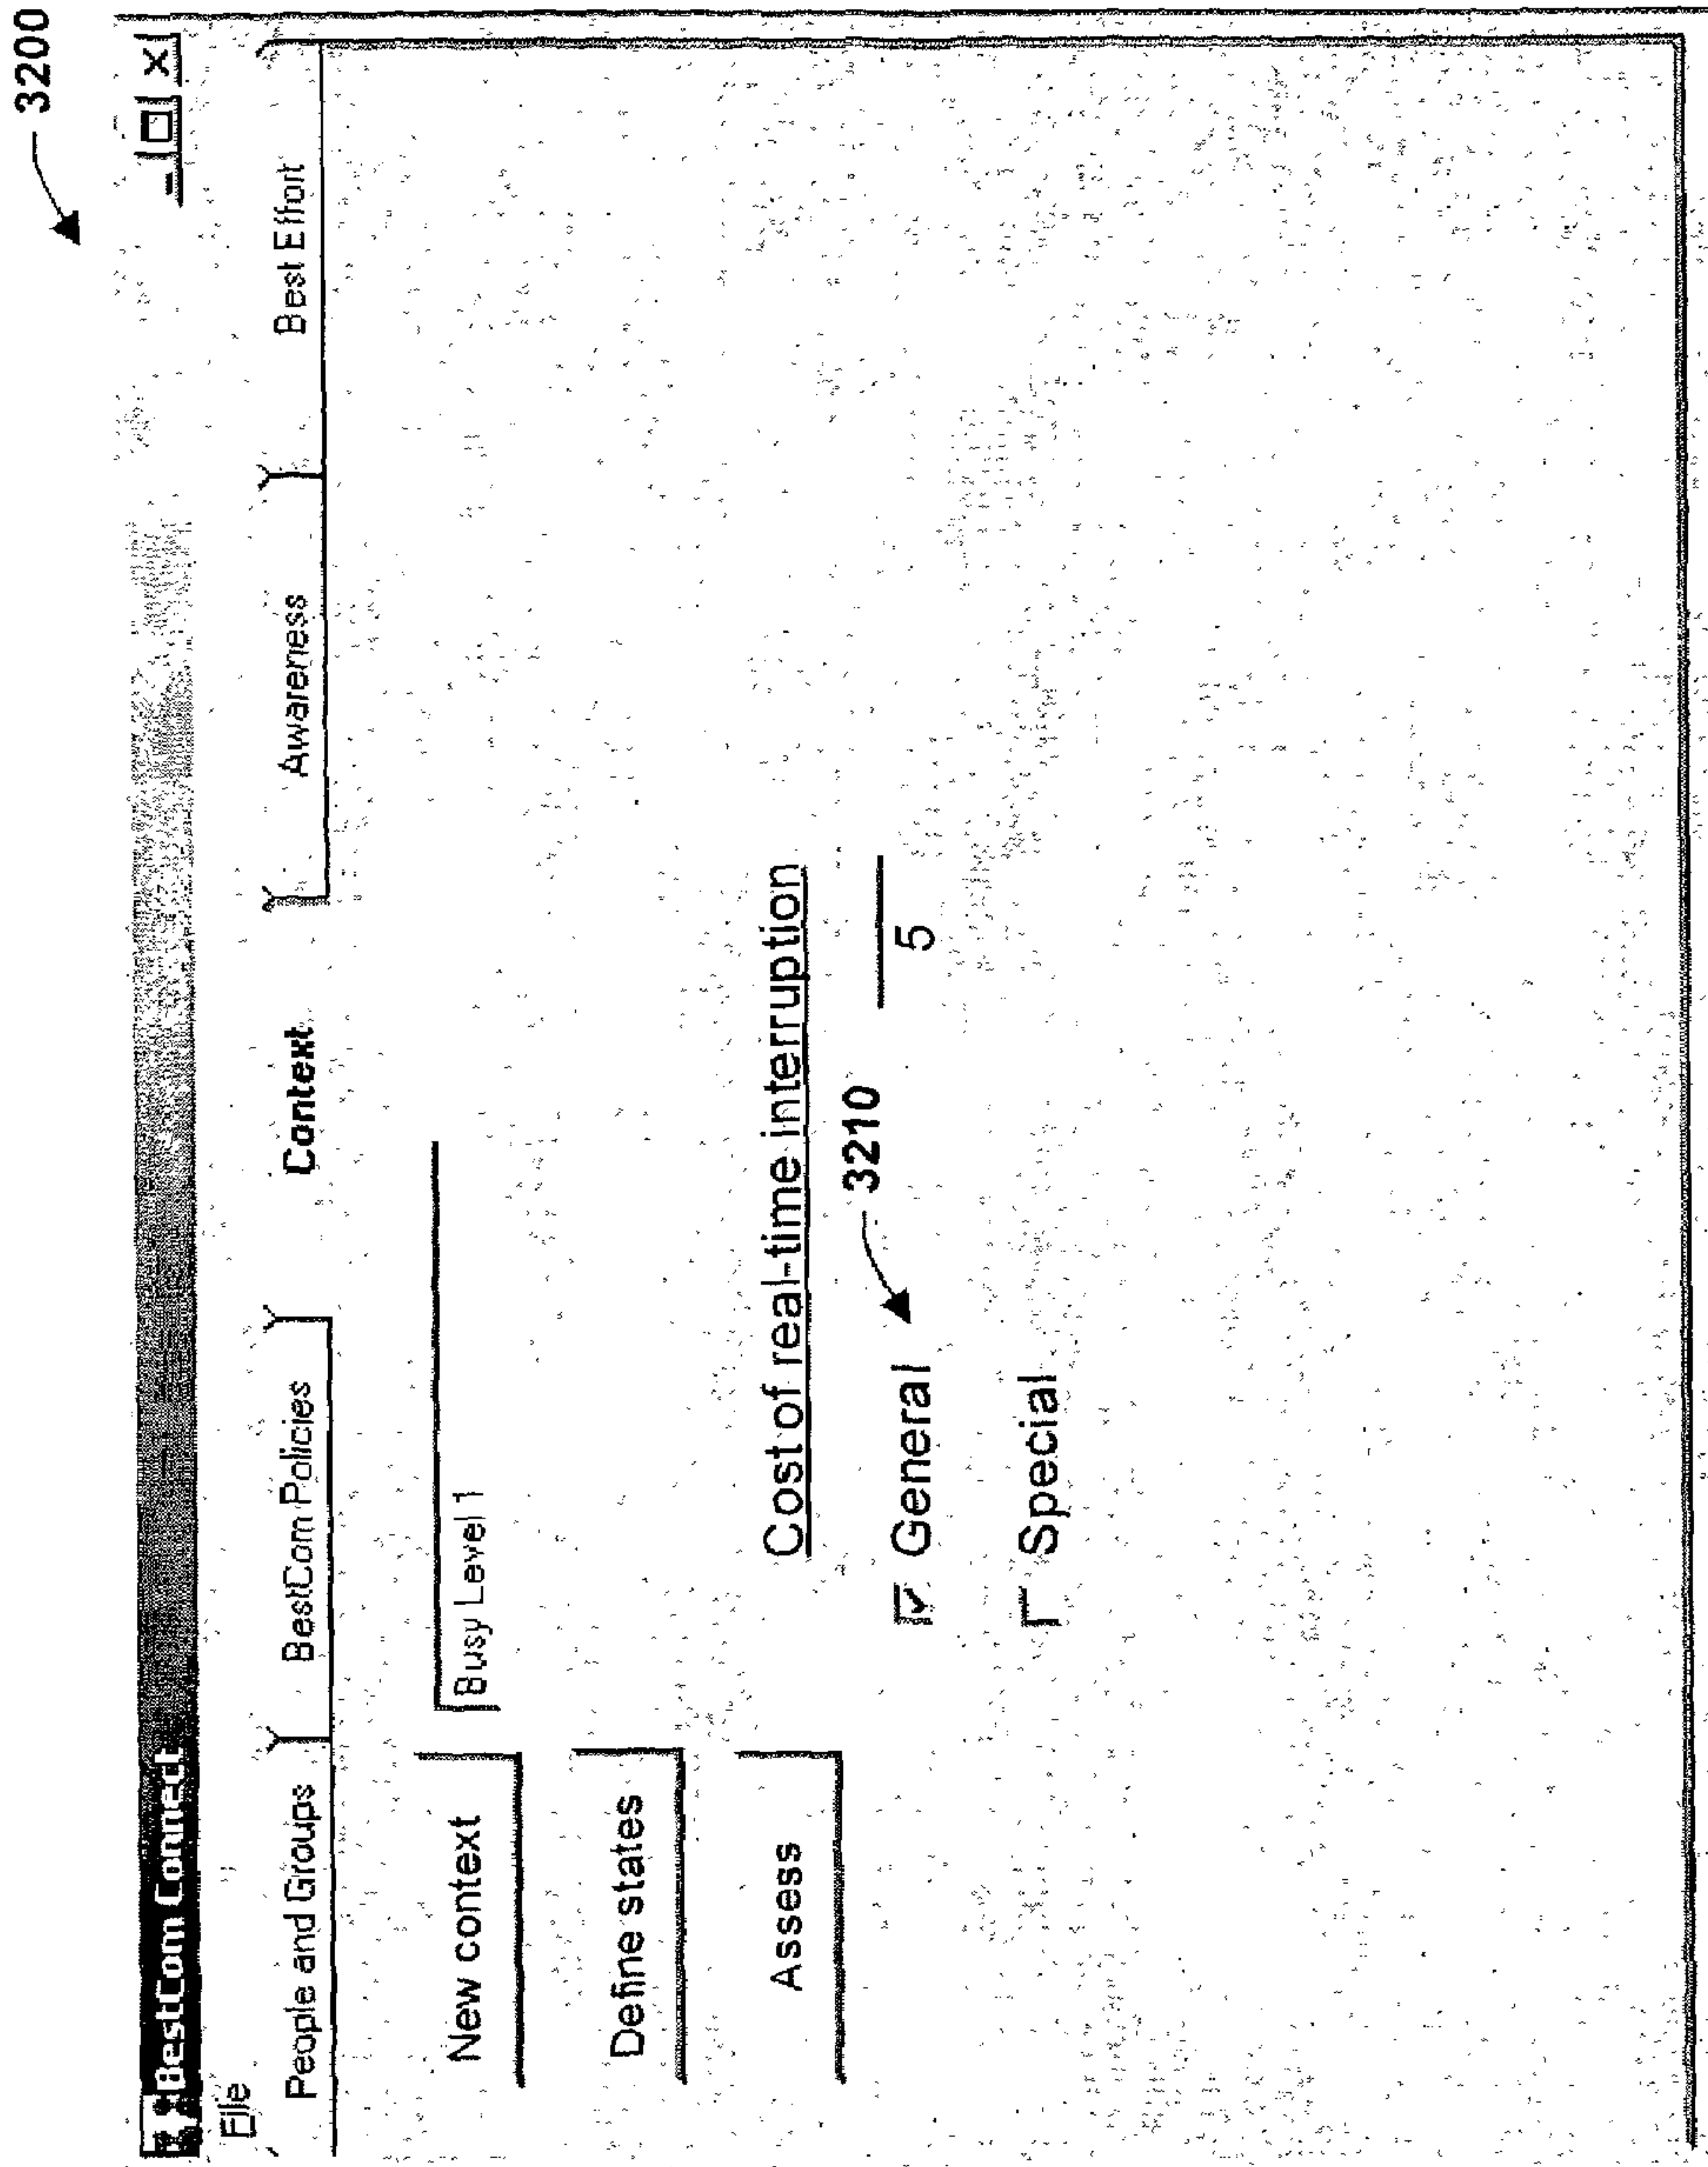 3200
BestCom Connect
File
People and Groups BestCom Policies Context Awareness Best Effort
New context
Busy Level 1
Define states
Assess
Cost of real-time interruption
3210
General 5
Special